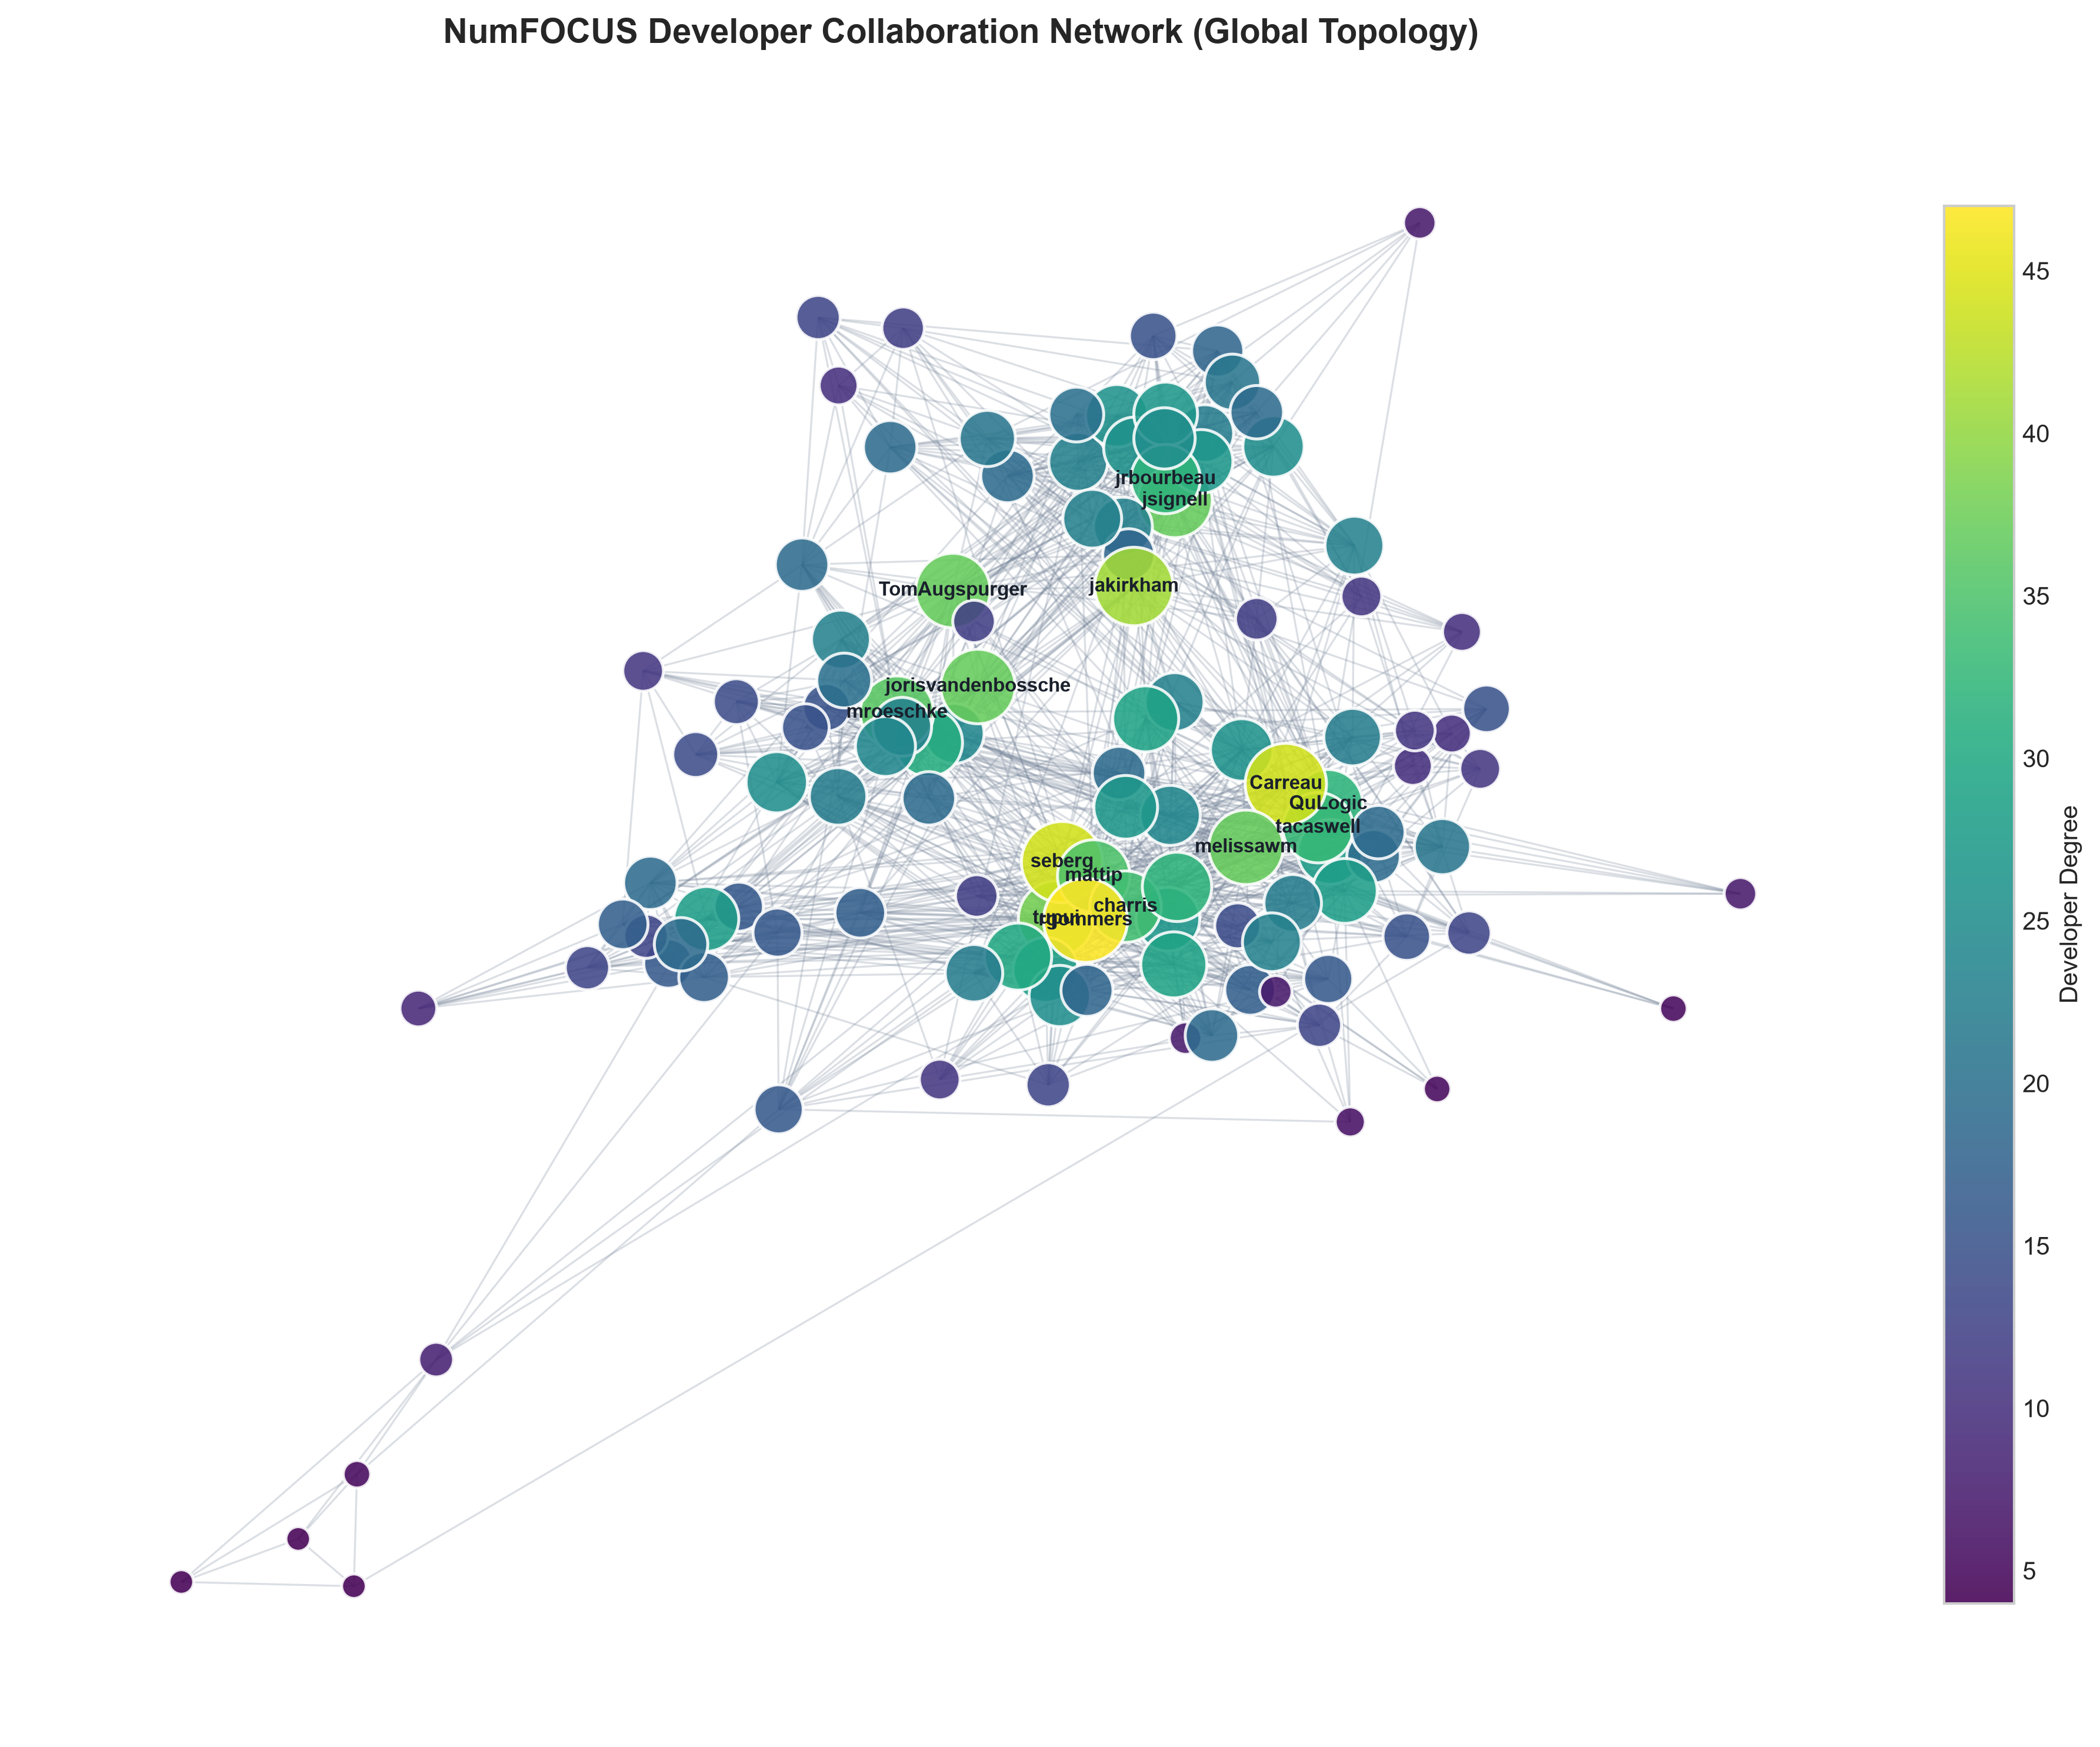 NumFOCUS Developer Collaboration Network (Global Topology)
jrbourbeau
jsignell
TomAugspurger
jakirkham
jorisvandenbossche
mroeschke
Carreau
QuLogic
tacaswell
melissawm
seberg
mattip
charris
rgommers
45
40
35
30
25
20
15
10
5
Developer Degree